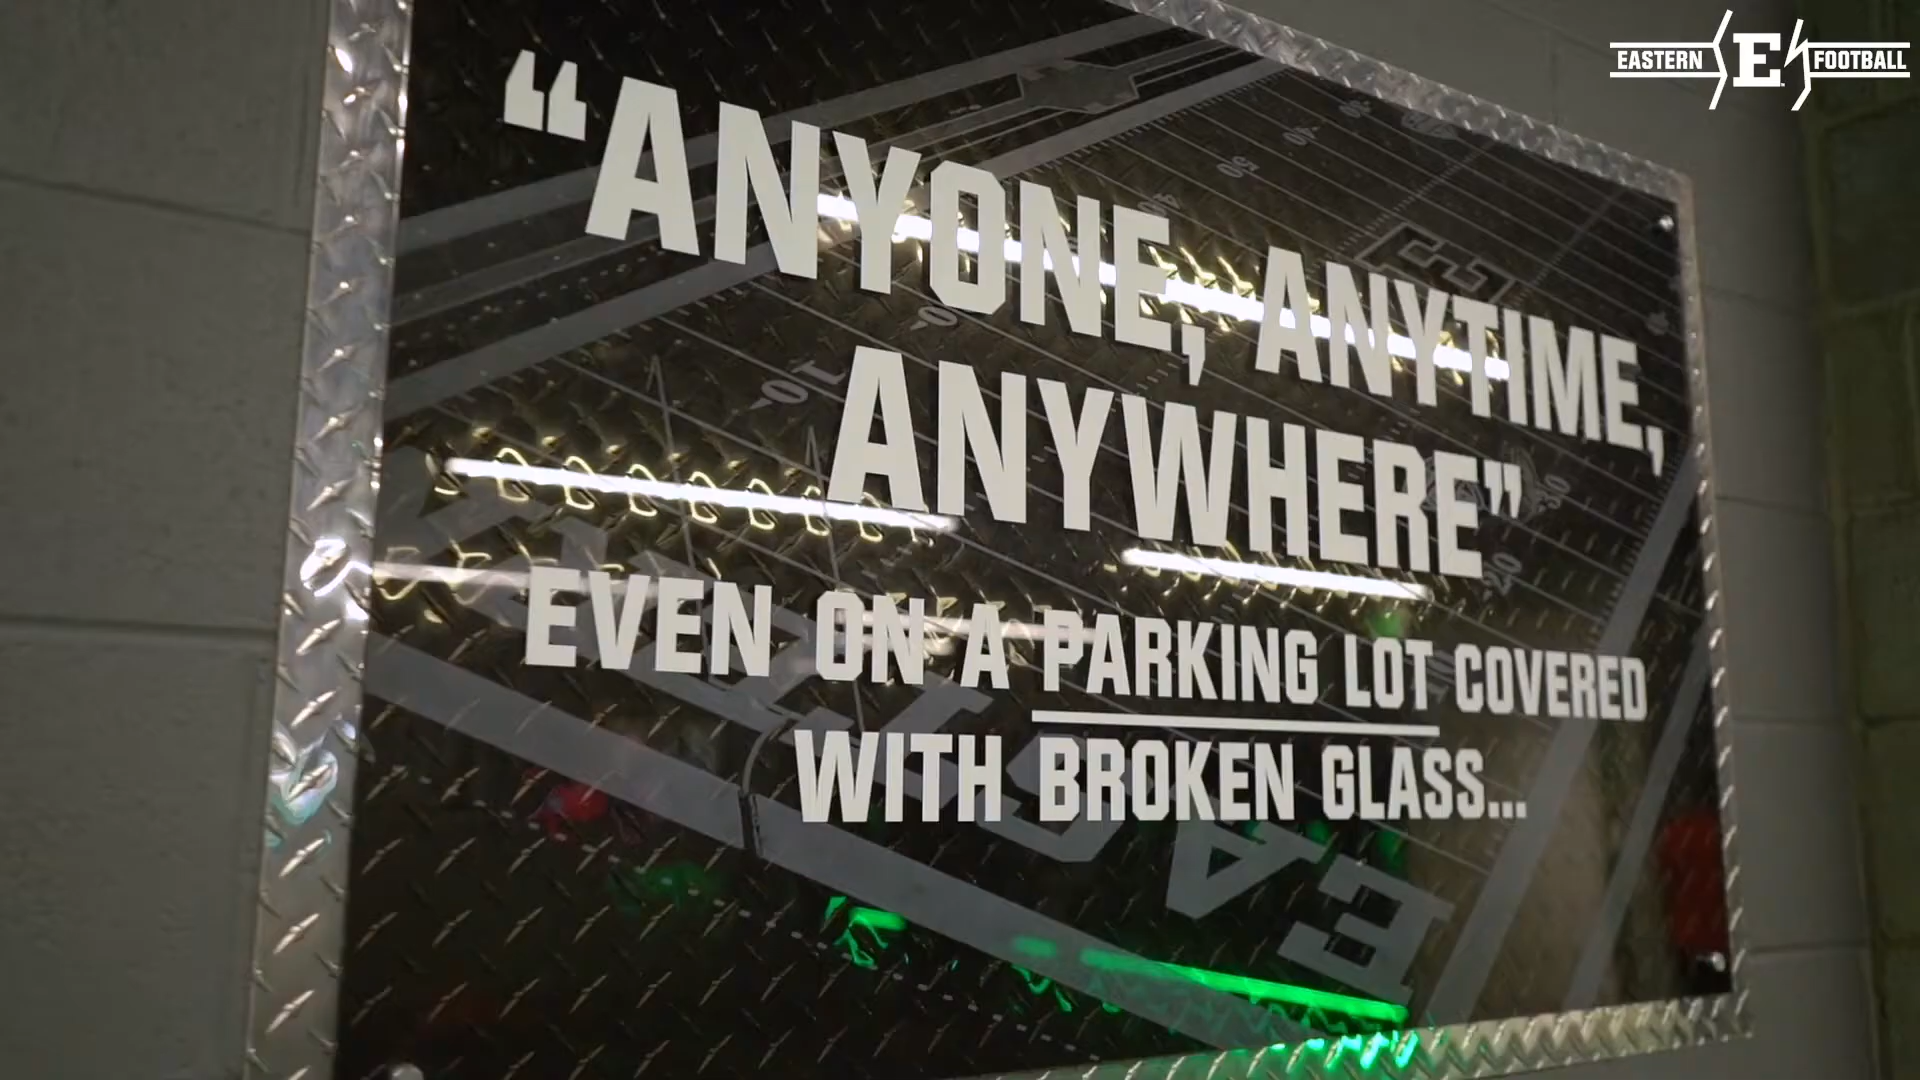 EASTERN E FOOTBALL
“ANYONE, ANYTIME,
ANYWHERE”
EVEN ON A PARKING LOT COVERED
WITH BROKEN GLASS...